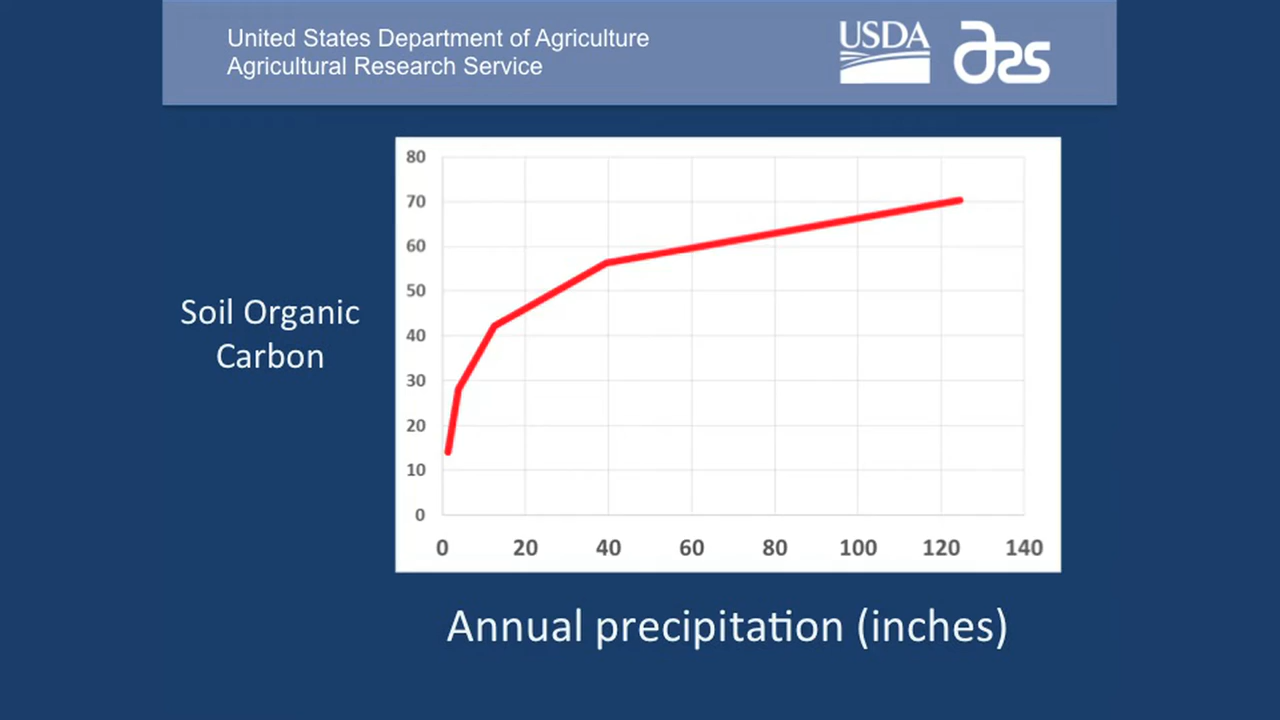 United States Department of Agriculture
Agricultural Research Service
USDA
ars
80
70
60
50
40
30
20
10
0
Soil Organic
Carbon
0 20 40 60 80 100 120 140
Annual precipitation (inches)